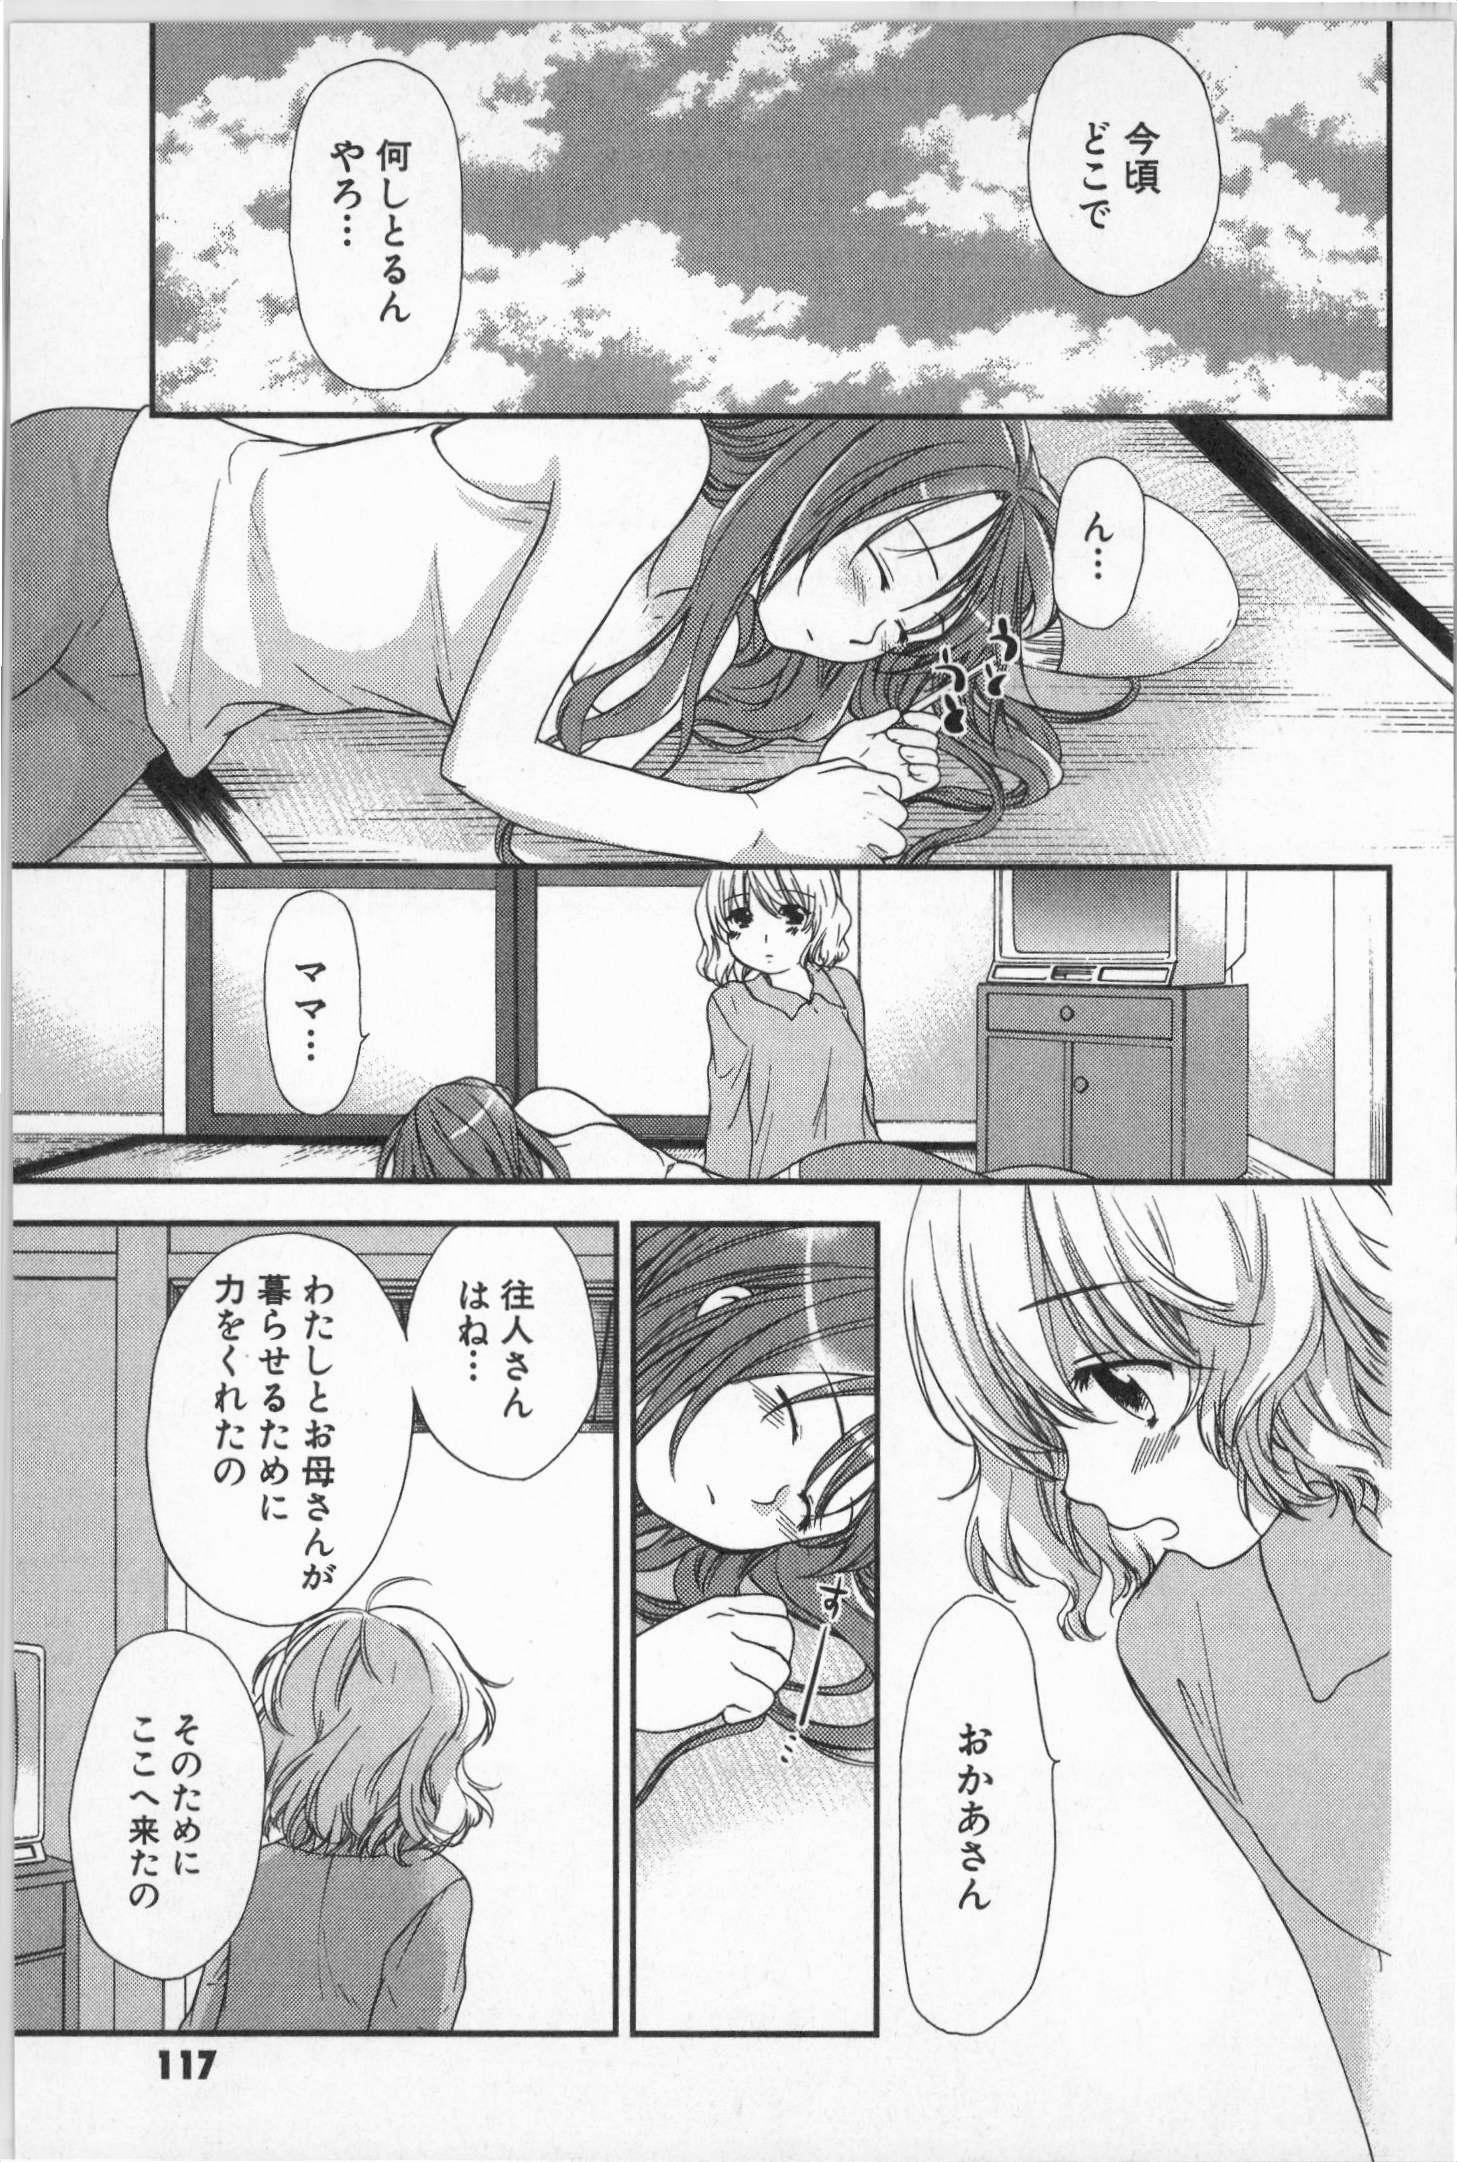 今頃
どこで
何しとるん
やろ…
ん…
うと
うと
ママ…
おかあさん
すー…
往人さん
はね…
わたしとお母さんが
暮らせるために
力をくれたの
そのために
ここへ来たの
117